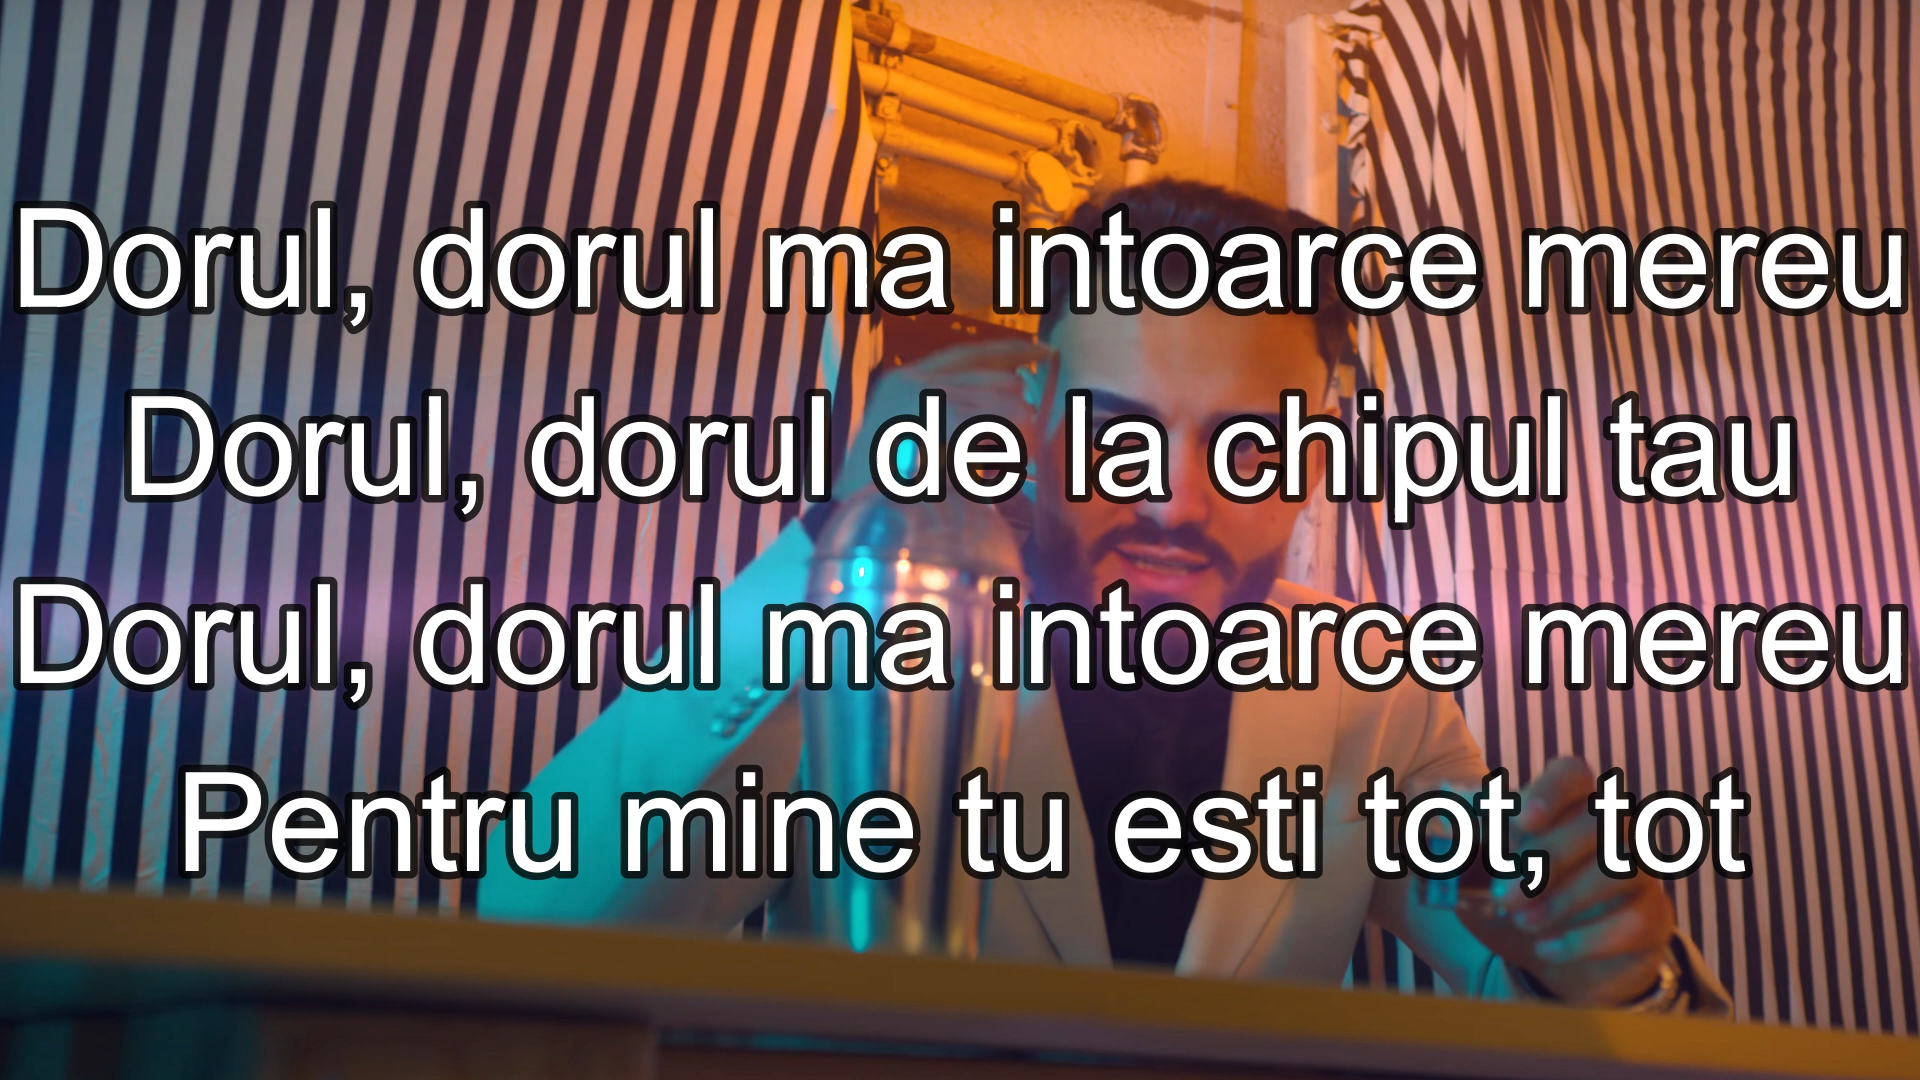 Dorul, dorul ma intoarce mereu
Dorul, dorul de la chipul tau
Dorul, dorul ma intoarce mereu
Pentru mine tu esti tot, tot